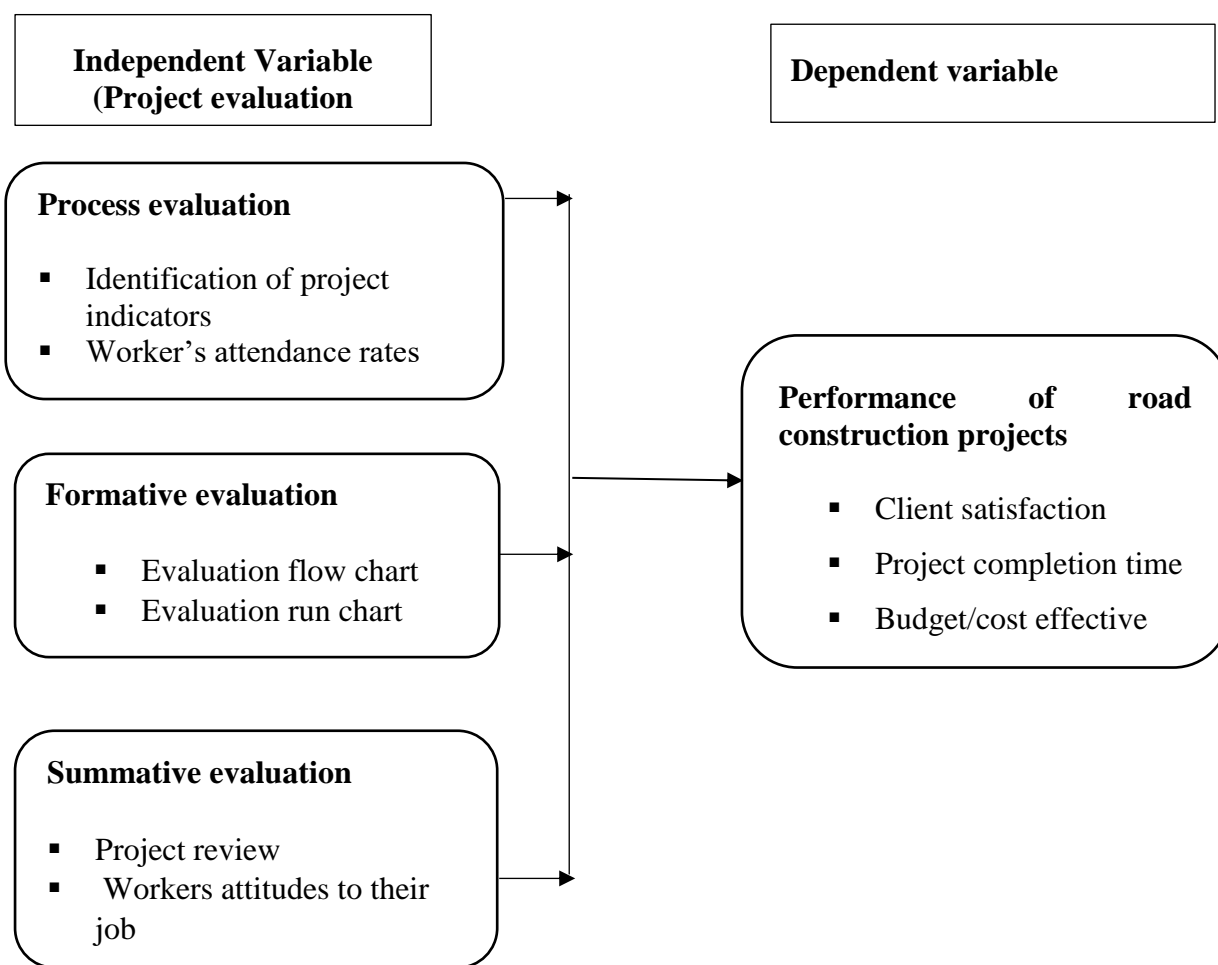 Independent Variable
(Project evaluation
Dependent variable
Process evaluation
▪ Identification of project
indicators
▪ Worker’s attendance rates
Formative evaluation
▪ Evaluation flow chart
▪ Evaluation run chart
Summative evaluation
▪ Project review
▪ Workers attitudes to their
job
Performance of road
construction projects
▪ Client satisfaction
▪ Project completion time
▪ Budget/cost effective